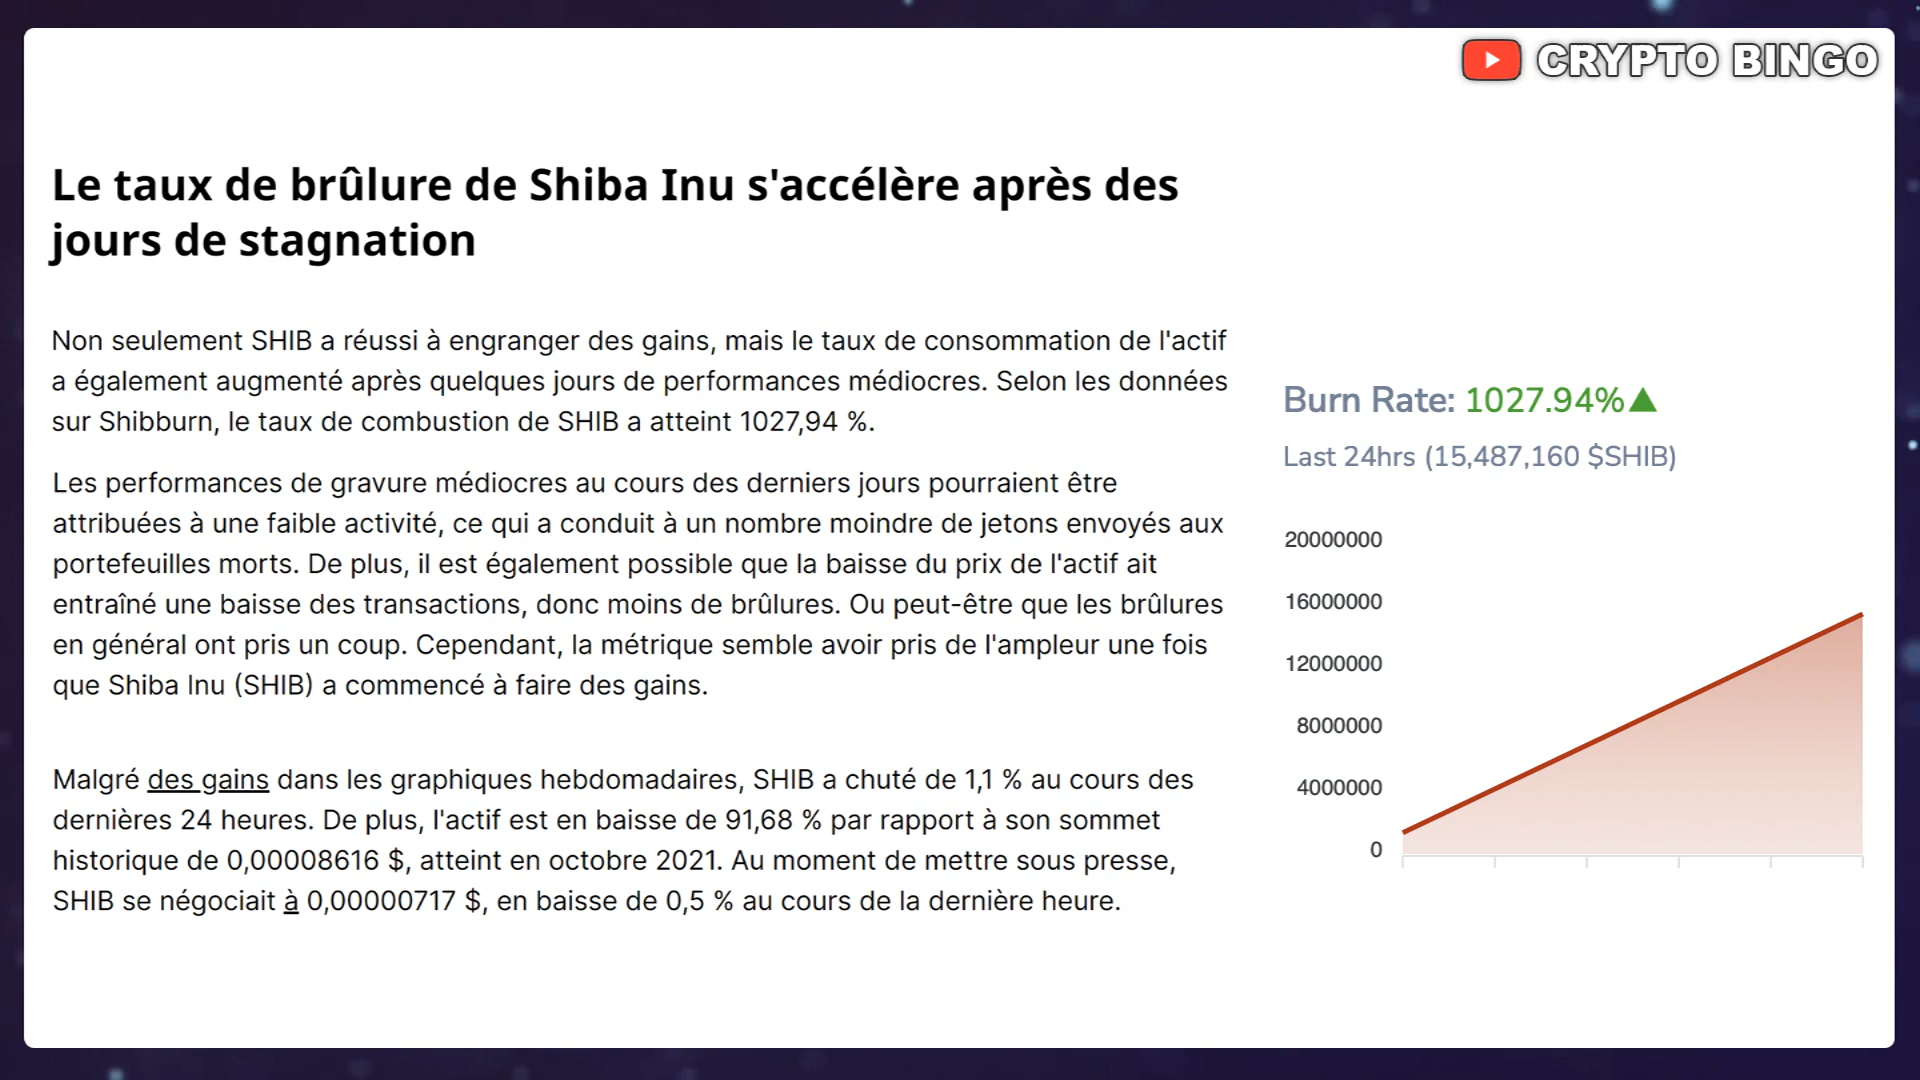 CRYPTO BINGO
Le taux de brûlure de Shiba Inu s'accélère après des
jours de stagnation
Non seulement SHIB a réussi à engranger des gains, mais le taux de consommation de l'actif
a également augmenté après quelques jours de performances médiocres. Selon les données
sur Shibburn, le taux de combustion de SHIB a atteint 1027,94 %.
Les performances de gravure médiocres au cours des derniers jours pourraient être
attribuées à une faible activité, ce qui a conduit à un nombre moindre de jetons envoyés aux
portefeuilles morts. De plus, il est également possible que la baisse du prix de l'actif ait
entraîné une baisse des transactions, donc moins de brûlures. Ou peut-être que les brûlures
en général ont pris un coup. Cependant, la métrique semble avoir pris de l'ampleur une fois
que Shiba Inu (SHIB) a commencé à faire des gains.
Malgré des gains dans les graphiques hebdomadaires, SHIB a chuté de 1,1 % au cours des
dernières 24 heures. De plus, l'actif est en baisse de 91,68 % par rapport à son sommet
historique de 0,00008616 $, atteint en octobre 2021. Au moment de mettre sous presse,
SHIB se négociait à 0,00000717 $, en baisse de 0,5 % au cours de la dernière heure.
Burn Rate: 1027.94%▲
Last 24hrs (15,487,160 $SHIB)
20000000
16000000
12000000
8000000
4000000
0